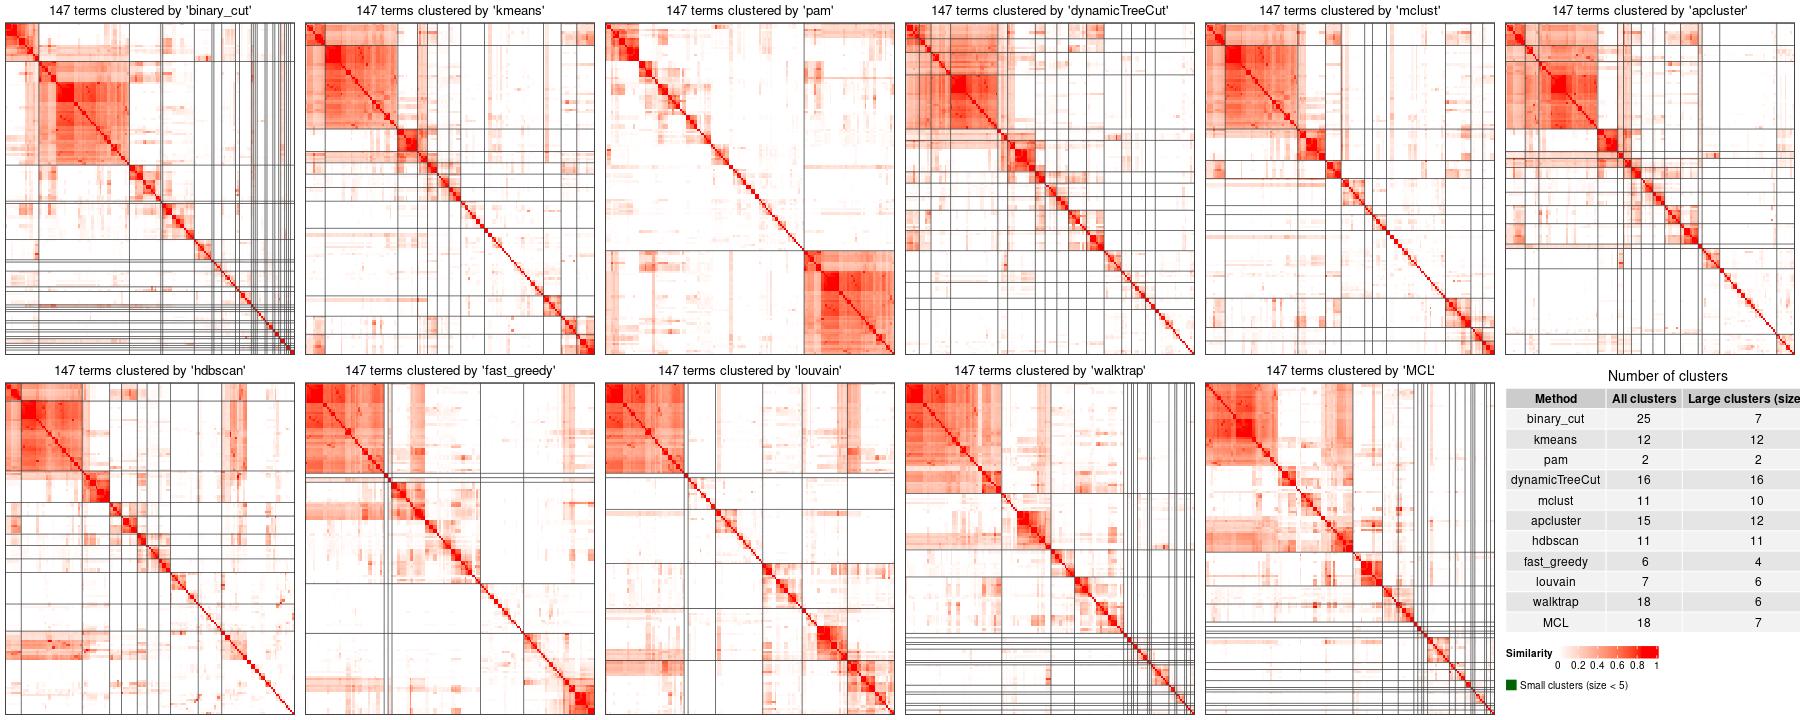 147 terms clustered by 'binary_cut'
147 terms clustered by 'kmeans'
147 terms clustered by 'pam'
147 terms clustered by 'dynamicTreeCut'
147 terms clustered by 'mclust'
147 terms clustered by 'apcluster'
147 terms clustered by 'hdbscan'
147 terms clustered by 'fast_greedy'
147 terms clustered by 'louvain'
147 terms clustered by 'walktrap'
147 terms clustered by 'MCL'
Number of clusters
Method All clusters Large clusters (size
binary_cut 25 7
kmeans 12 12
pam 2 2
dynamicTreeCut 16 16
mclust 11 10
apcluster 15 12
hdbscan 11 11
fast_greedy 6 4
louvain 7 6
walktrap 18 6
MCL 18 7
Similarity
0 0.2 0.4 0.6 0.8 1
Small clusters (size < 5)